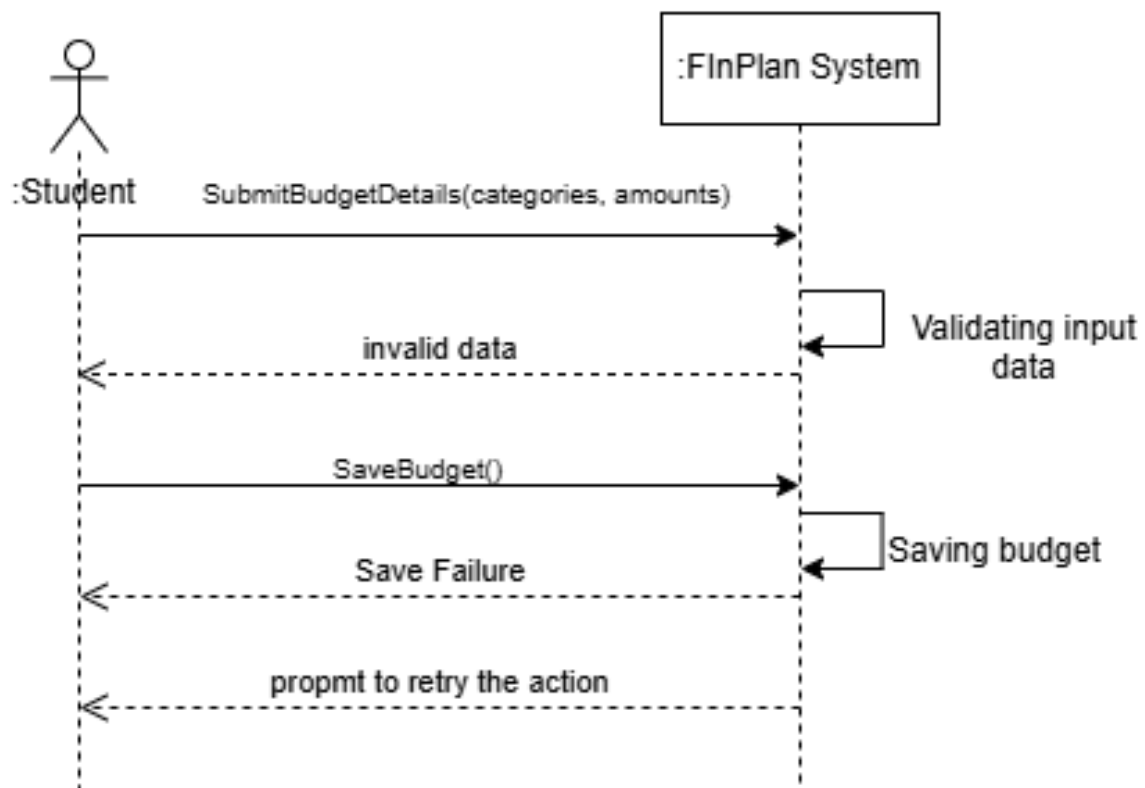 :FInPlan System
:Student
SubmitBudgetDetails(categories, amounts)
Validating input
data
invalid data
SaveBudget()
Saving budget
Save Failure
propmt to retry the action